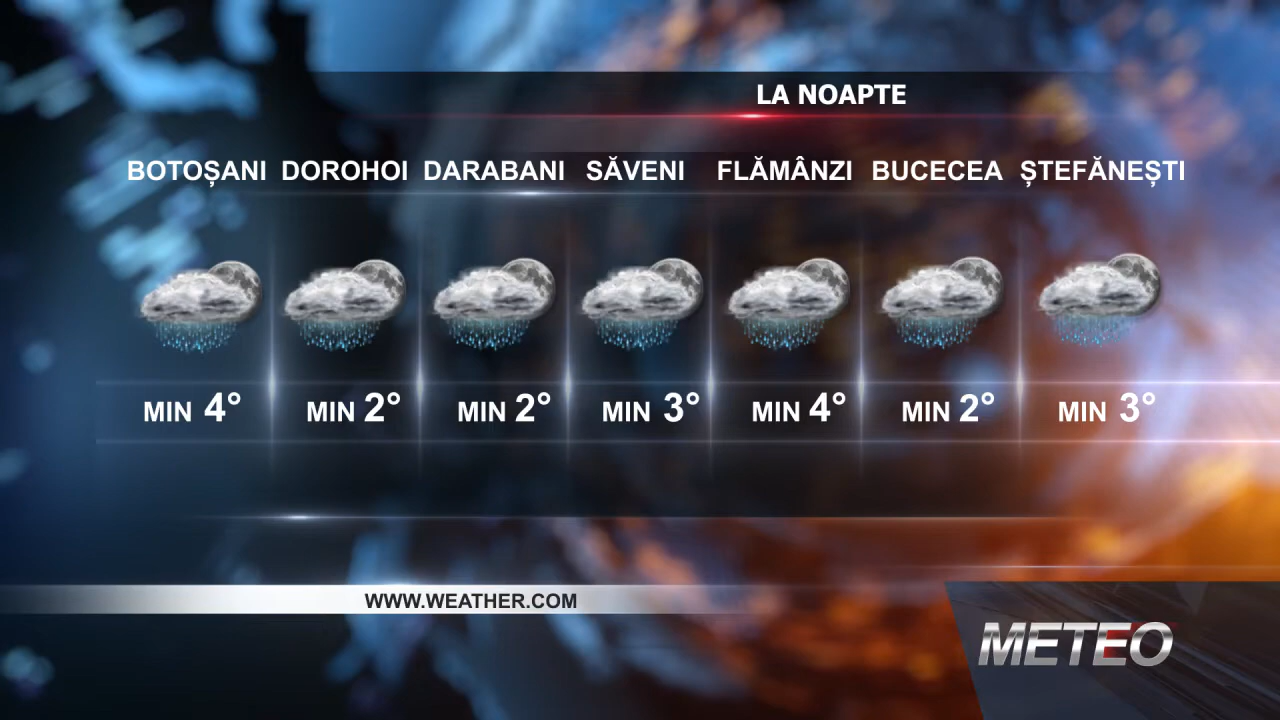 LA NOAPTE
BOTOȘANI DOROHOI DARABANI SĂVENI FLĂMÂNZI BUCECEA ȘTEFĂNEȘTI
MIN 4° MIN 2° MIN 2° MIN 3° MIN 4° MIN 2° MIN 3°
WWW.WEATHER.COM
METEO